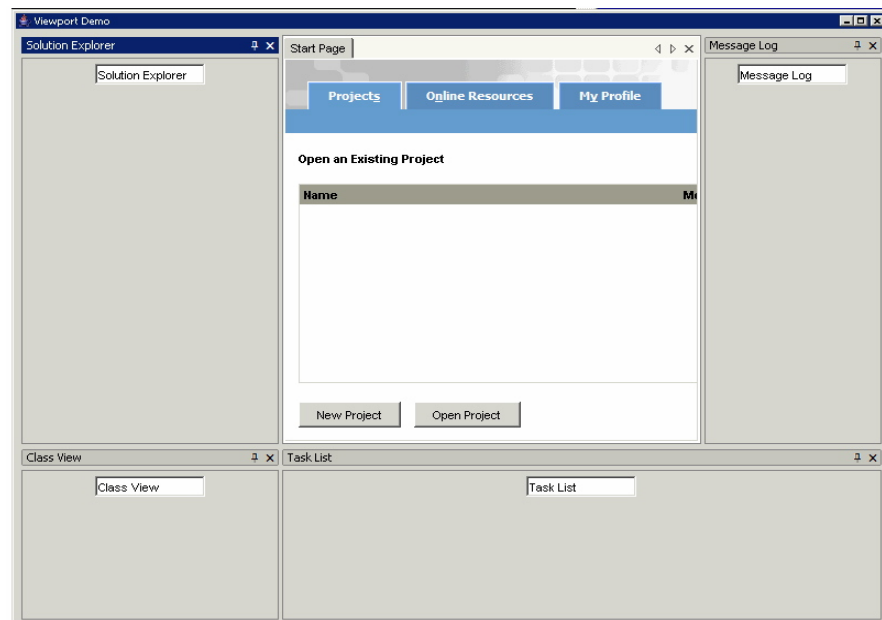 Viewport Demo
Solution Explorer
Solution Explorer
Start Page
Projects
Online Resources
My Profile
Open an Existing Project
Name
New Project
Open Project
Message Log
Message Log
Class View
Class View
Task List
Task List